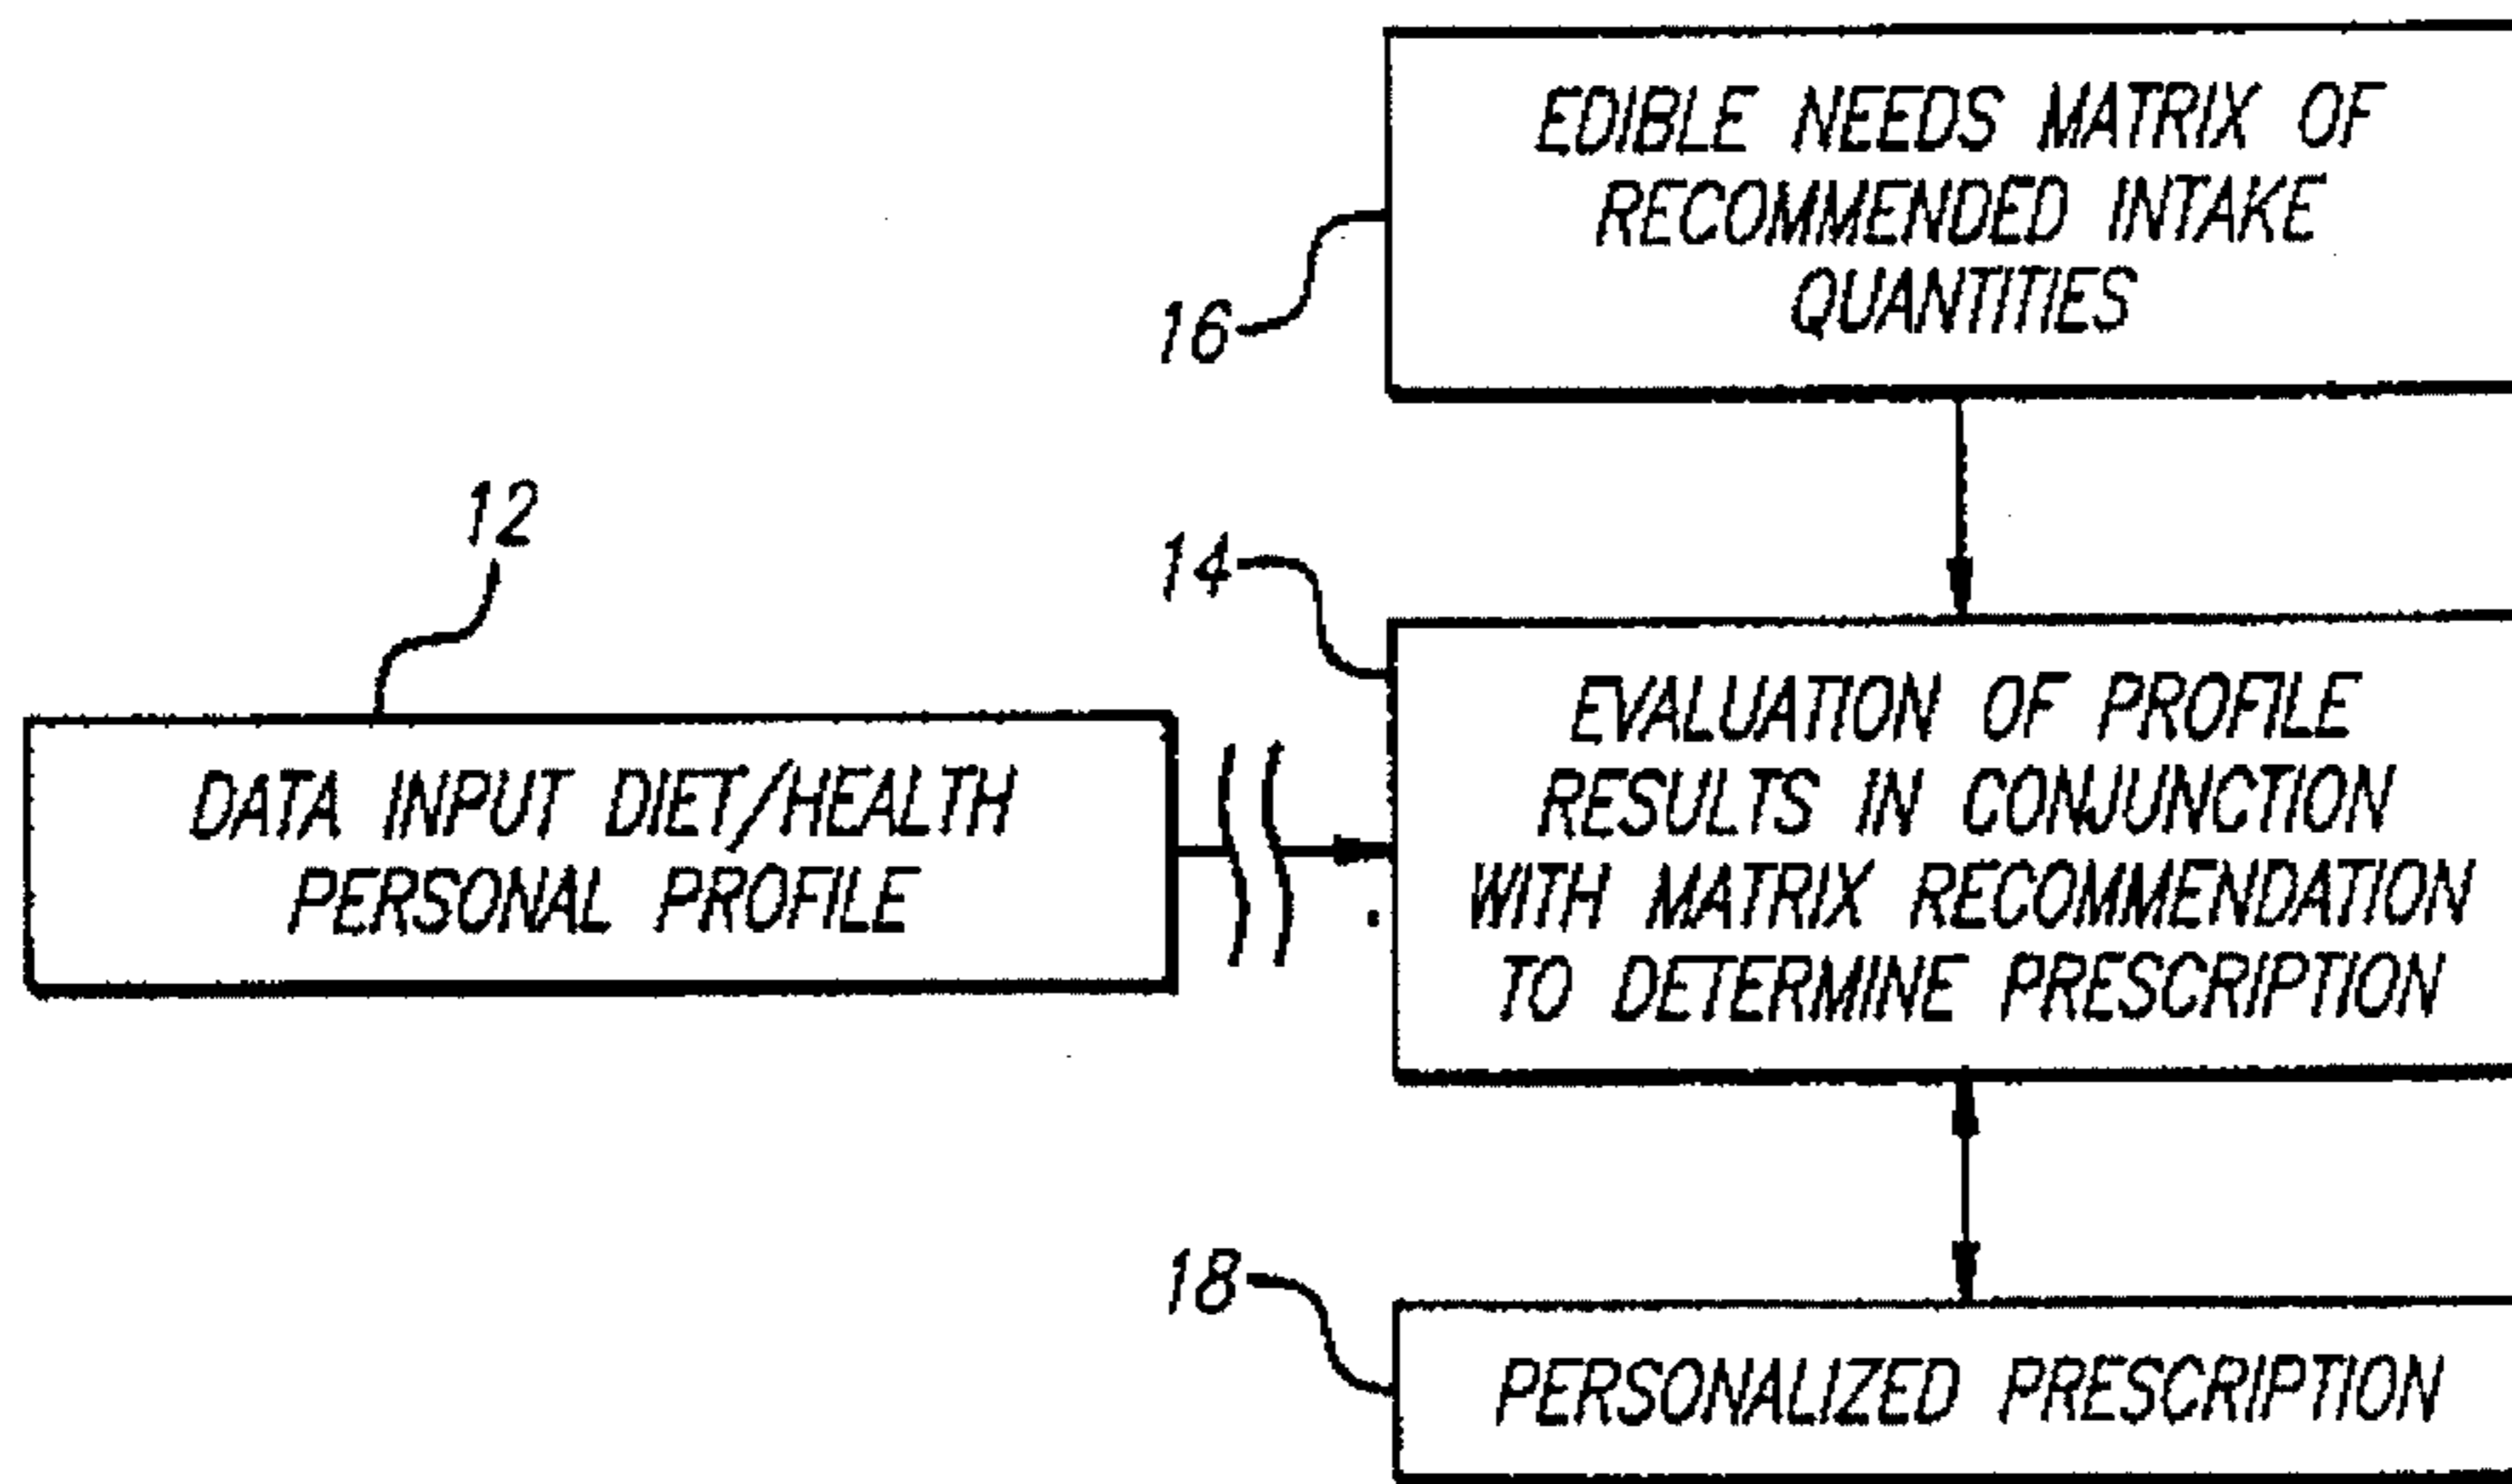 EDIBLE NEEDS MATRIX OF
RECOMMENDED INTAKE
QUANTITIES
16
12
14
DATA INPUT DIET/HEALTH
PERSONAL PROFILE
EVALUATION OF PROFILE
RESULTS IN CONJUNCTION
WITH MATRIX RECOMMENDATION
TO DETERMINE PRESCRIPTION
18
PERSONALIZED PRESCRIPTION